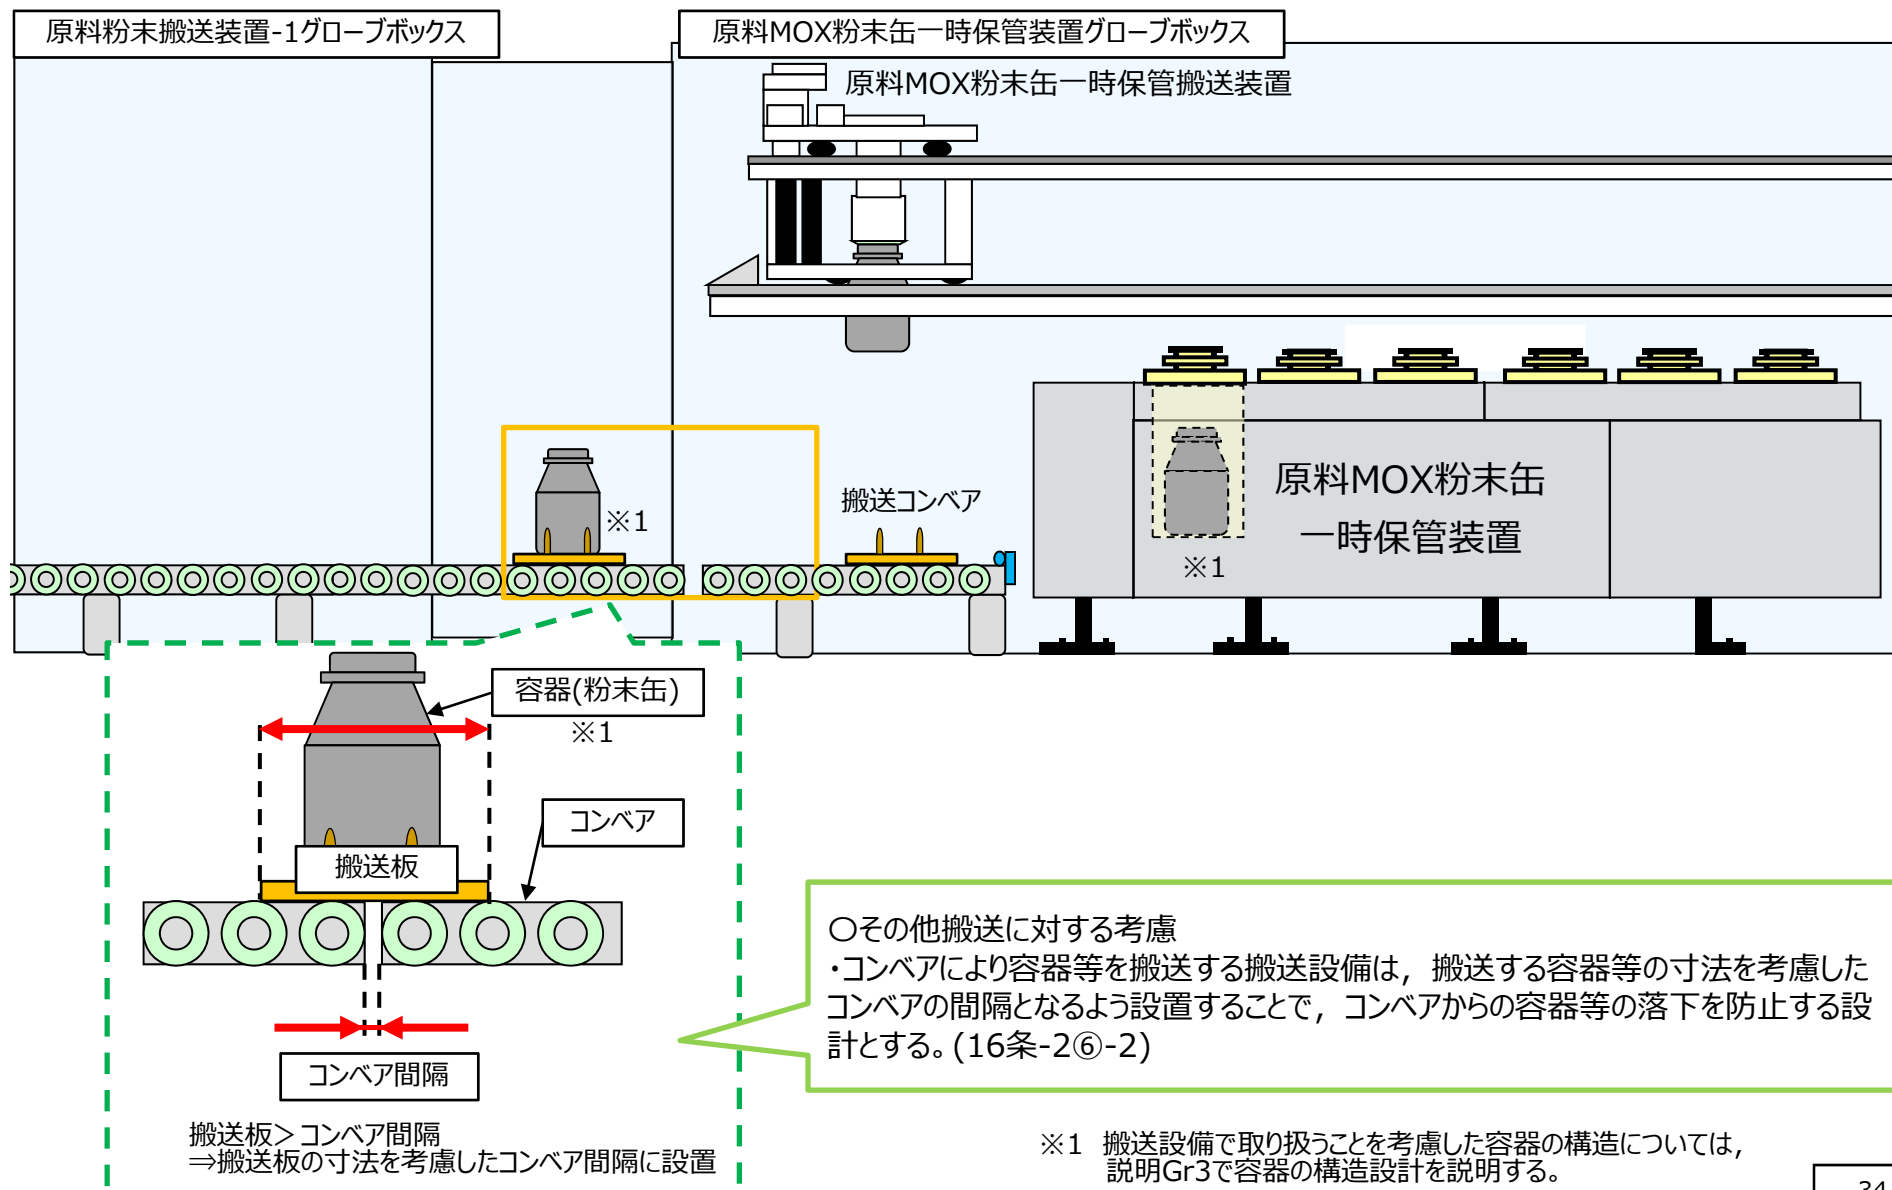 原料粉末搬送装置-1グローブボックス
原料MOX粉末缶一時保管装置グローブボックス
原料MOX粉末缶一時保管搬送装置
※1
搬送コンベア
原料MOX粉末缶
一時保管装置
※1
容器(粉末缶)
※1
コンベア
搬送板
コンベア間隔
搬送板＞コンベア間隔
⇒搬送板の寸法を考慮したコンベア間隔に設置
〇その他搬送に対する考慮
・コンベアにより容器等を搬送する搬送設備は，搬送する容器等の寸法を考慮した
コンベアの間隔となるよう設置することで，コンベアからの容器等の落下を防止する設
計とする。(16条-2⑥-2)
※1 搬送設備で取り扱うことを考慮した容器の構造については，
説明Gr3で容器の構造設計を説明する。
34